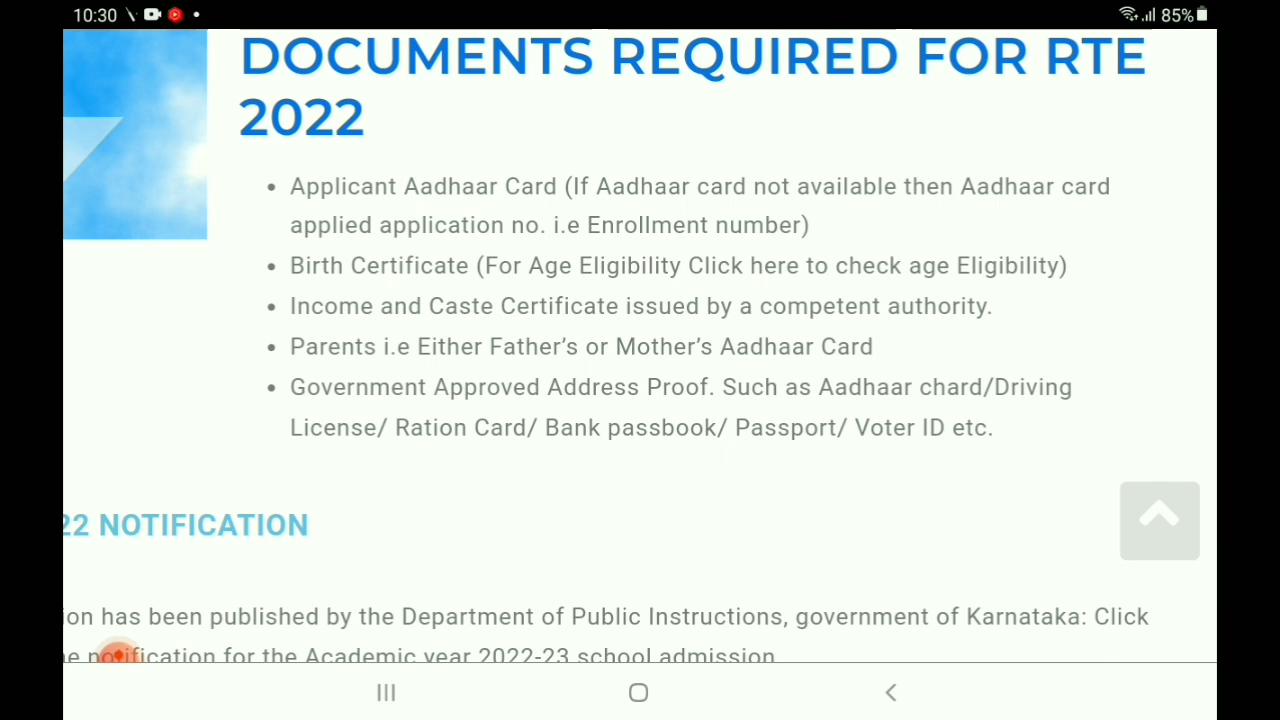 10:30
85%
DOCUMENTS REQUIRED FOR RTE
2022
• Applicant Aadhaar Card (If Aadhaar card not available then Aadhaar card
applied application no. i.e Enrollment number)
• Birth Certificate (For Age Eligibility Click here to check age Eligibility)
• Income and Caste Certificate issued by a competent authority.
• Parents i.e Either Father’s or Mother’s Aadhaar Card
• Government Approved Address Proof. Such as Aadhaar chard/Driving
License/ Ration Card/ Bank passbook/ Passport/ Voter ID etc.
22 NOTIFICATION
ion has been published by the Department of Public Instructions, government of Karnataka: Click
notification for the Academic year 2022-23 school admission